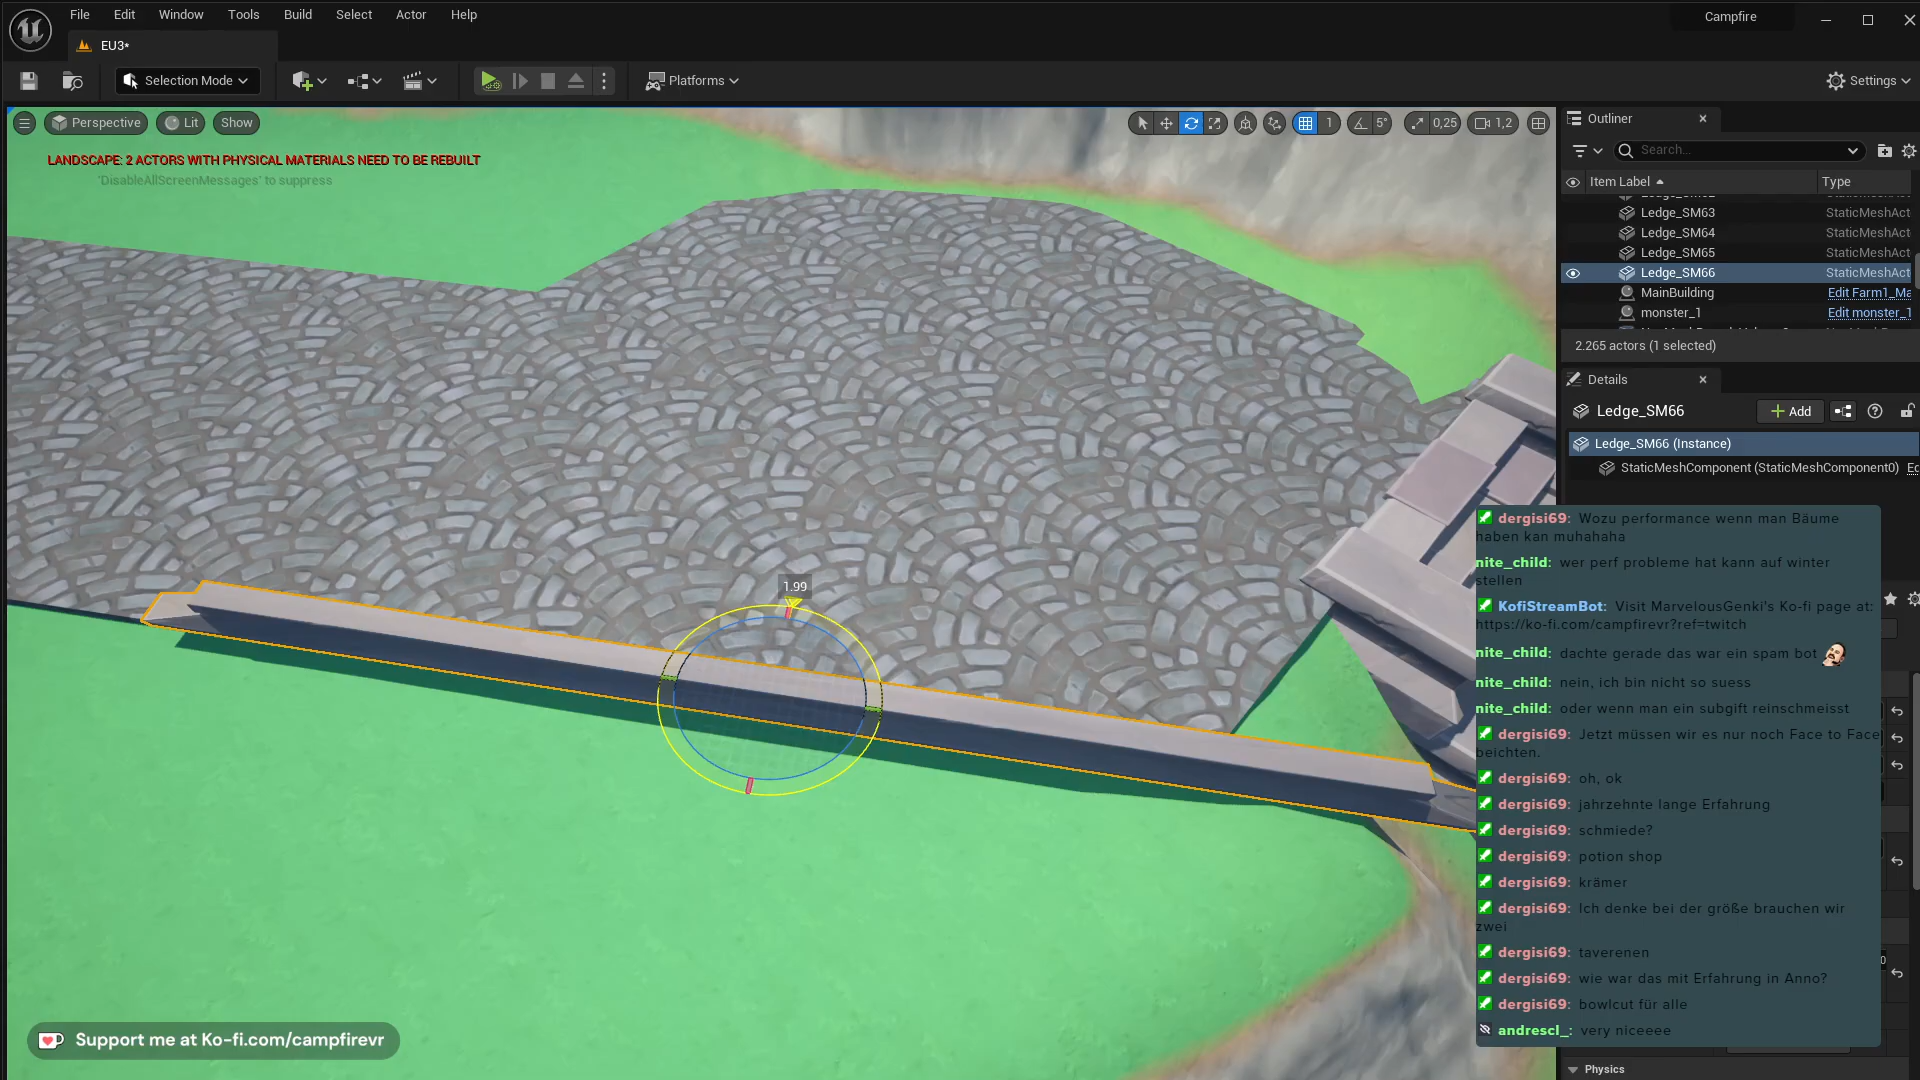 File Edit Window Tools Build Select Actor Help
Campfire
EU3*
Selection Mode
Platforms
Settings
Perspective
Lit
Show
1
5°
0,25
1,2
LANDSCAPE: 2 ACTORS WITH PHYSICAL MATERIALS NEED TO BE REBUILT
'DisableAllScreenMessages' to suppress
1.99
Support me at Ko-fi.com/campfirevr
Outliner
Search...
Item Label
Type
Ledge_SM63 StaticMeshAct
Ledge_SM64 StaticMeshAct
Ledge_SM65 StaticMeshAct
Ledge_SM66 StaticMeshAct
MainBuilding Edit Farm1_Ma
monster_1 Edit monster_1
2.265 actors (1 selected)
Details
Ledge_SM66
Add
Ledge_SM66 (Instance)
StaticMeshComponent (StaticMeshComponent0)
dergisi69: Wozu performance wenn man Bäume
haben kan muhahaha
nite_child: wer perf probleme hat kann auf winter
stellen
KofiStreamBot: Visit MarvelousGenki's Ko-fi page at:
https://ko-fi.com/campfirevr?ref=twitch
nite_child: dachte gerade das war ein spam bot
nite_child: nein, ich bin nicht so suess
nite_child: oder wenn man ein subgift reinschmeisst
dergisi69: Jetzt müssen wir es nur noch Face to Face
beichten.
dergisi69: oh, ok
dergisi69: jahrzehnte lange Erfahrung
dergisi69: schmiede?
dergisi69: potion shop
dergisi69: krämer
dergisi69: Ich denke bei der größe brauchen wir
zwei
dergisi69: taverenen
dergisi69: wie war das mit Erfahrung in Anno?
dergisi69: bowlcut für alle
andrescl_: very niceeee
Physics